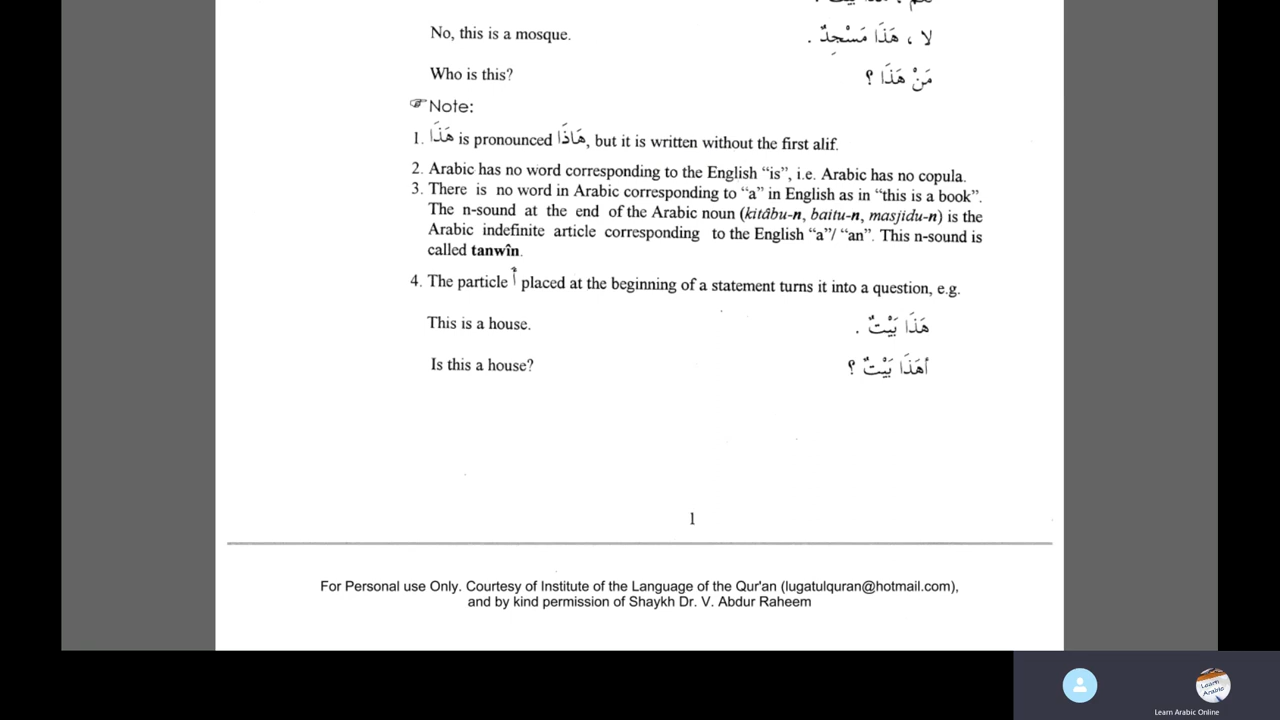 No, this is a mosque. لا ، هَذَا مَسْجِدٌ .
Who is this? مَنْ هَذَا ؟
☞Note:
1. هَذَا is pronounced هَاذَا, but it is written without the first alif.
2. Arabic has no word corresponding to the English “is”, i.e. Arabic has no copula.
3. There is no word in Arabic corresponding to “a” in English as in “this is a book”.
The n-sound at the end of the Arabic noun (kitâbu-n, baitu-n, masjidu-n) is the
Arabic indefinite article corresponding to the English “a”/ “an”. This n-sound is
called tanwîn.
4. The particle أَ placed at the beginning of a statement turns it into a question, e.g.
This is a house. هَذَا بَيْتٌ .
Is this a house? أهَذَا بَيْتٌ ؟
1
For Personal use Only. Courtesy of Institute of the Language of the Qur'an (lugatulquran@hotmail.com),
and by kind permission of Shaykh Dr. V. Abdur Raheem
Learn
Arabic
Learn Arabic Online